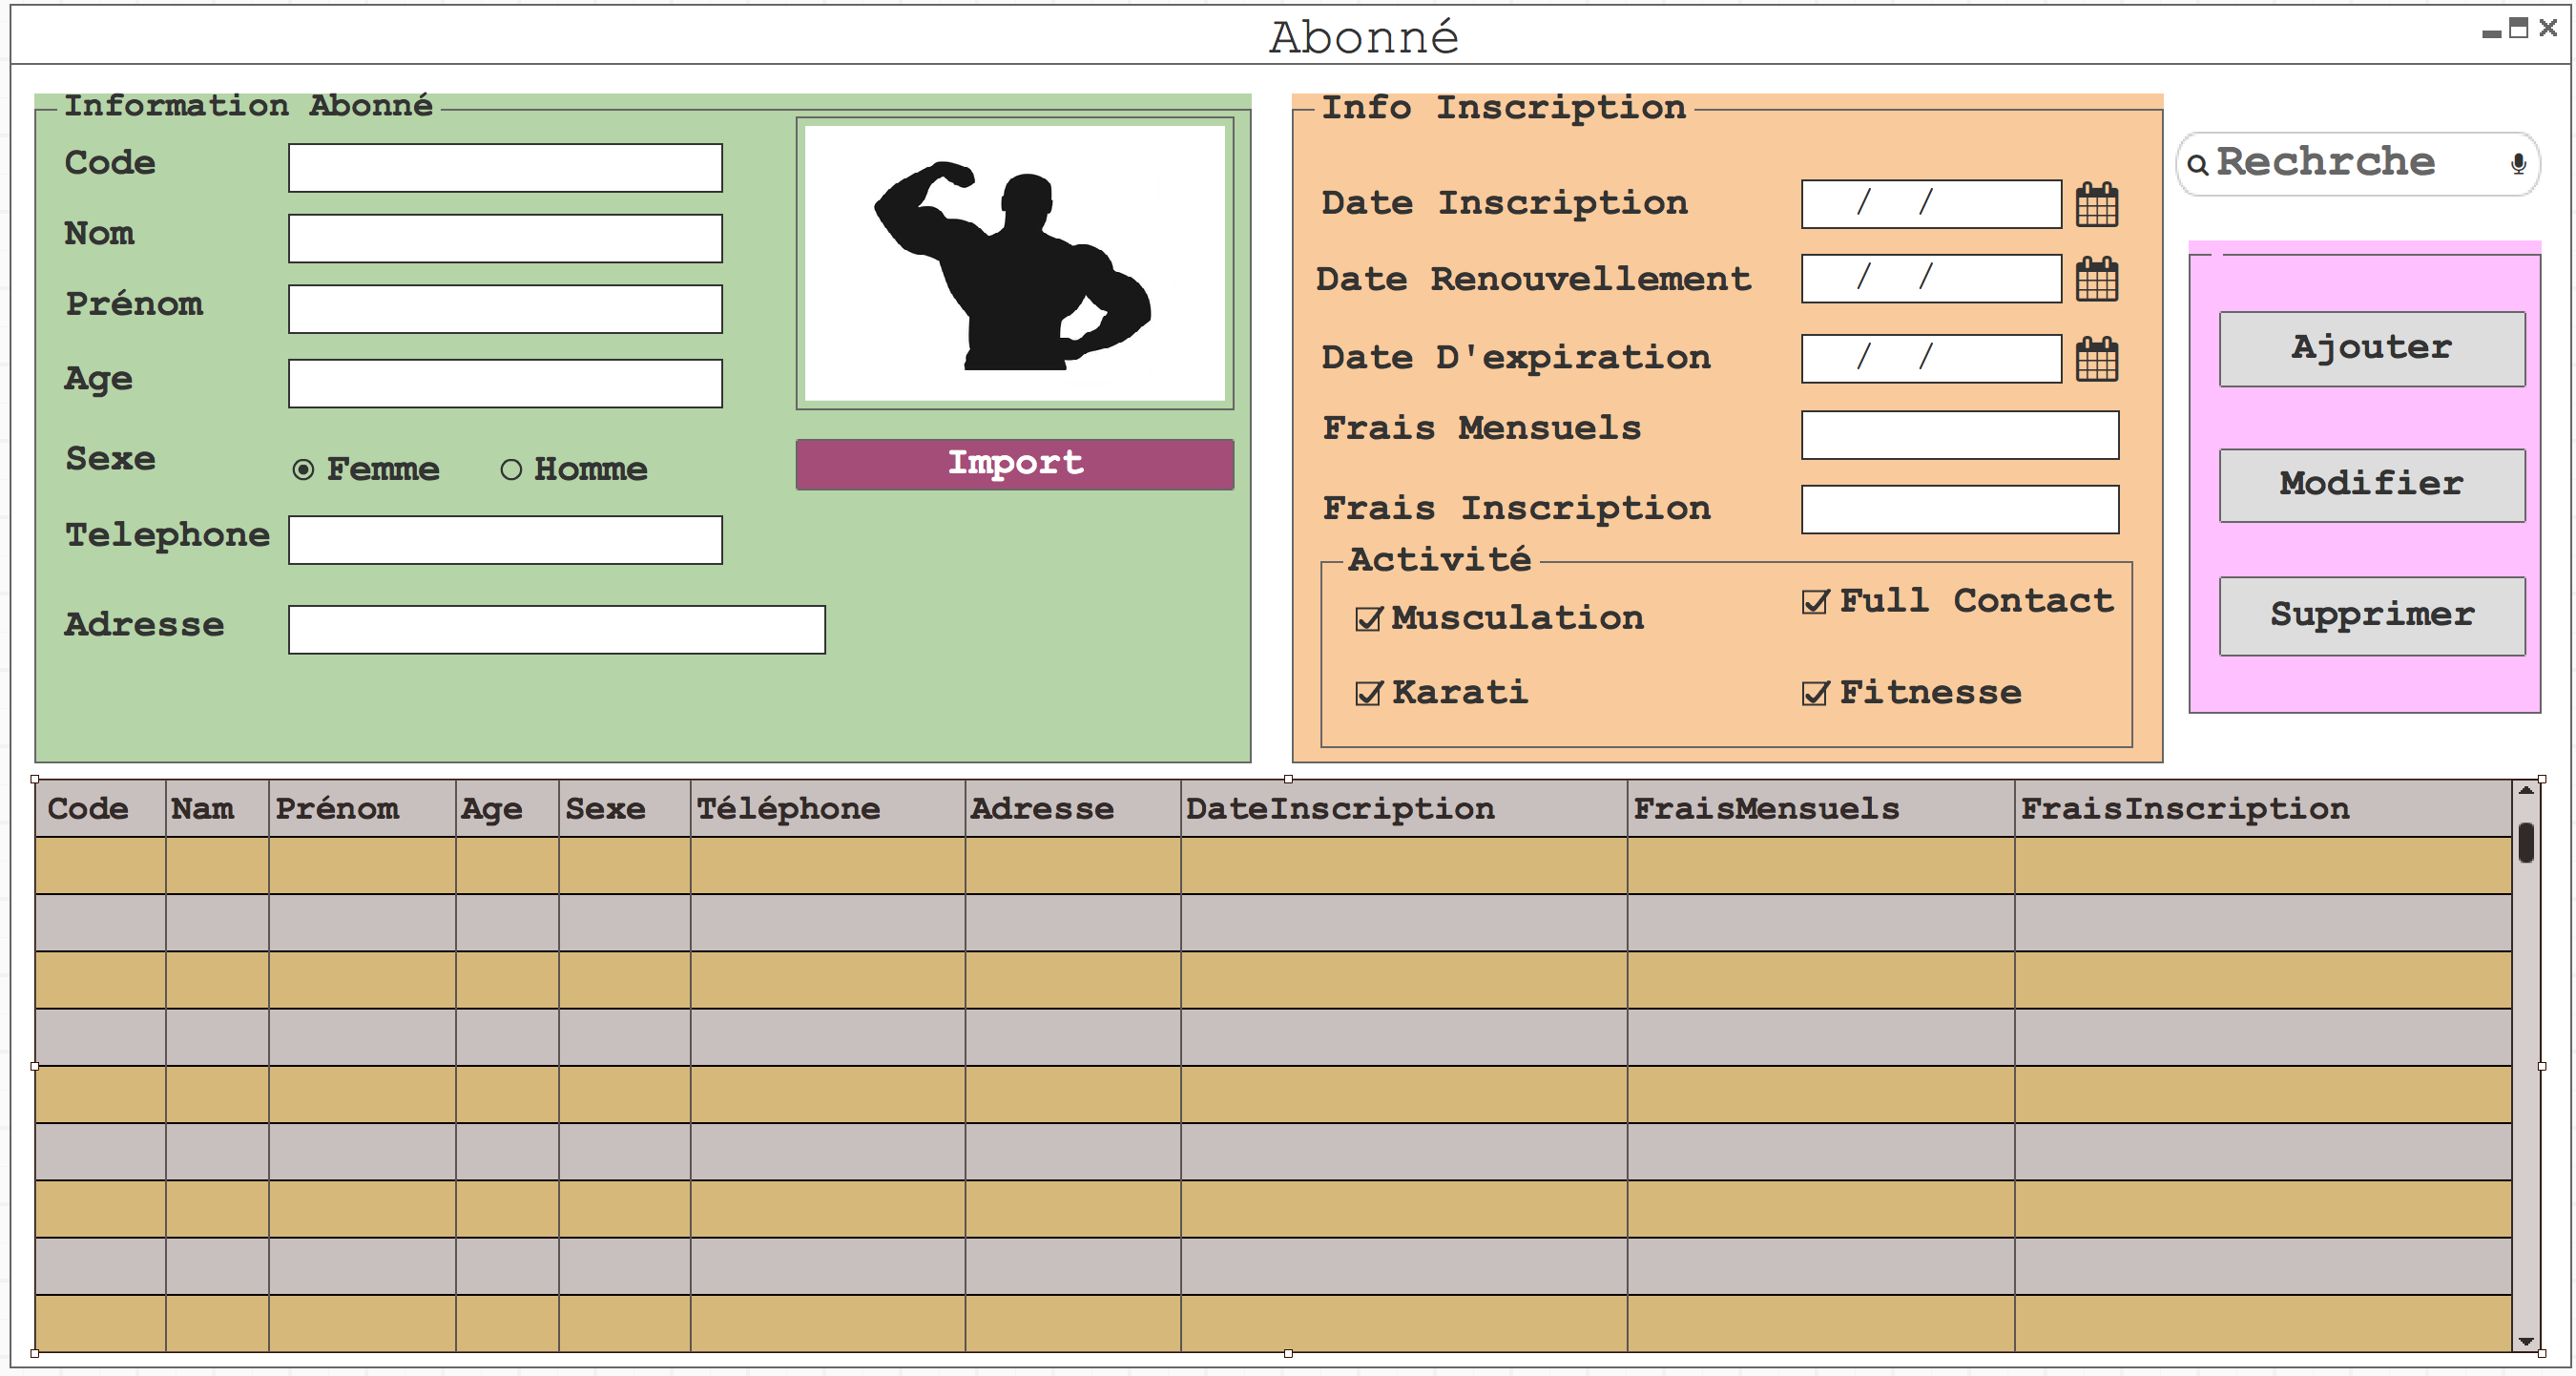 Abonné
Information Abonné
Code
Nom
Prénom
Age
Sexe
Femme
Homme
Telephone
Adresse
Import
Info Inscription
Date Inscription
/ /
Date Renouvellement
/ /
Date D'expiration
/ /
Frais Mensuels
Frais Inscription
Activité
Musculation
Full Contact
Karati
Fitnesse
Rechrche
Ajouter
Modifier
Supprimer
Code Nam Prénom Age Sexe Téléphone Adresse DateInscription FraisMensuels FraisInscription